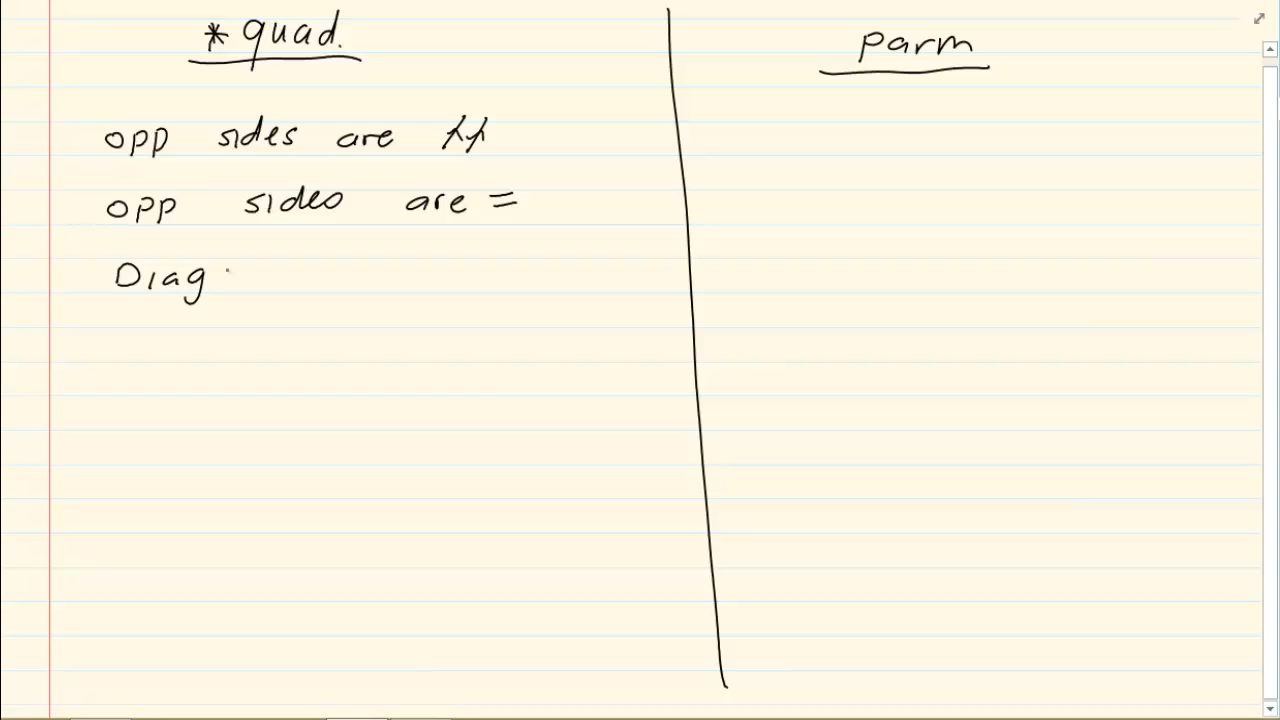 * quad.
opp sides are //
opp sides are =
Diag
parm